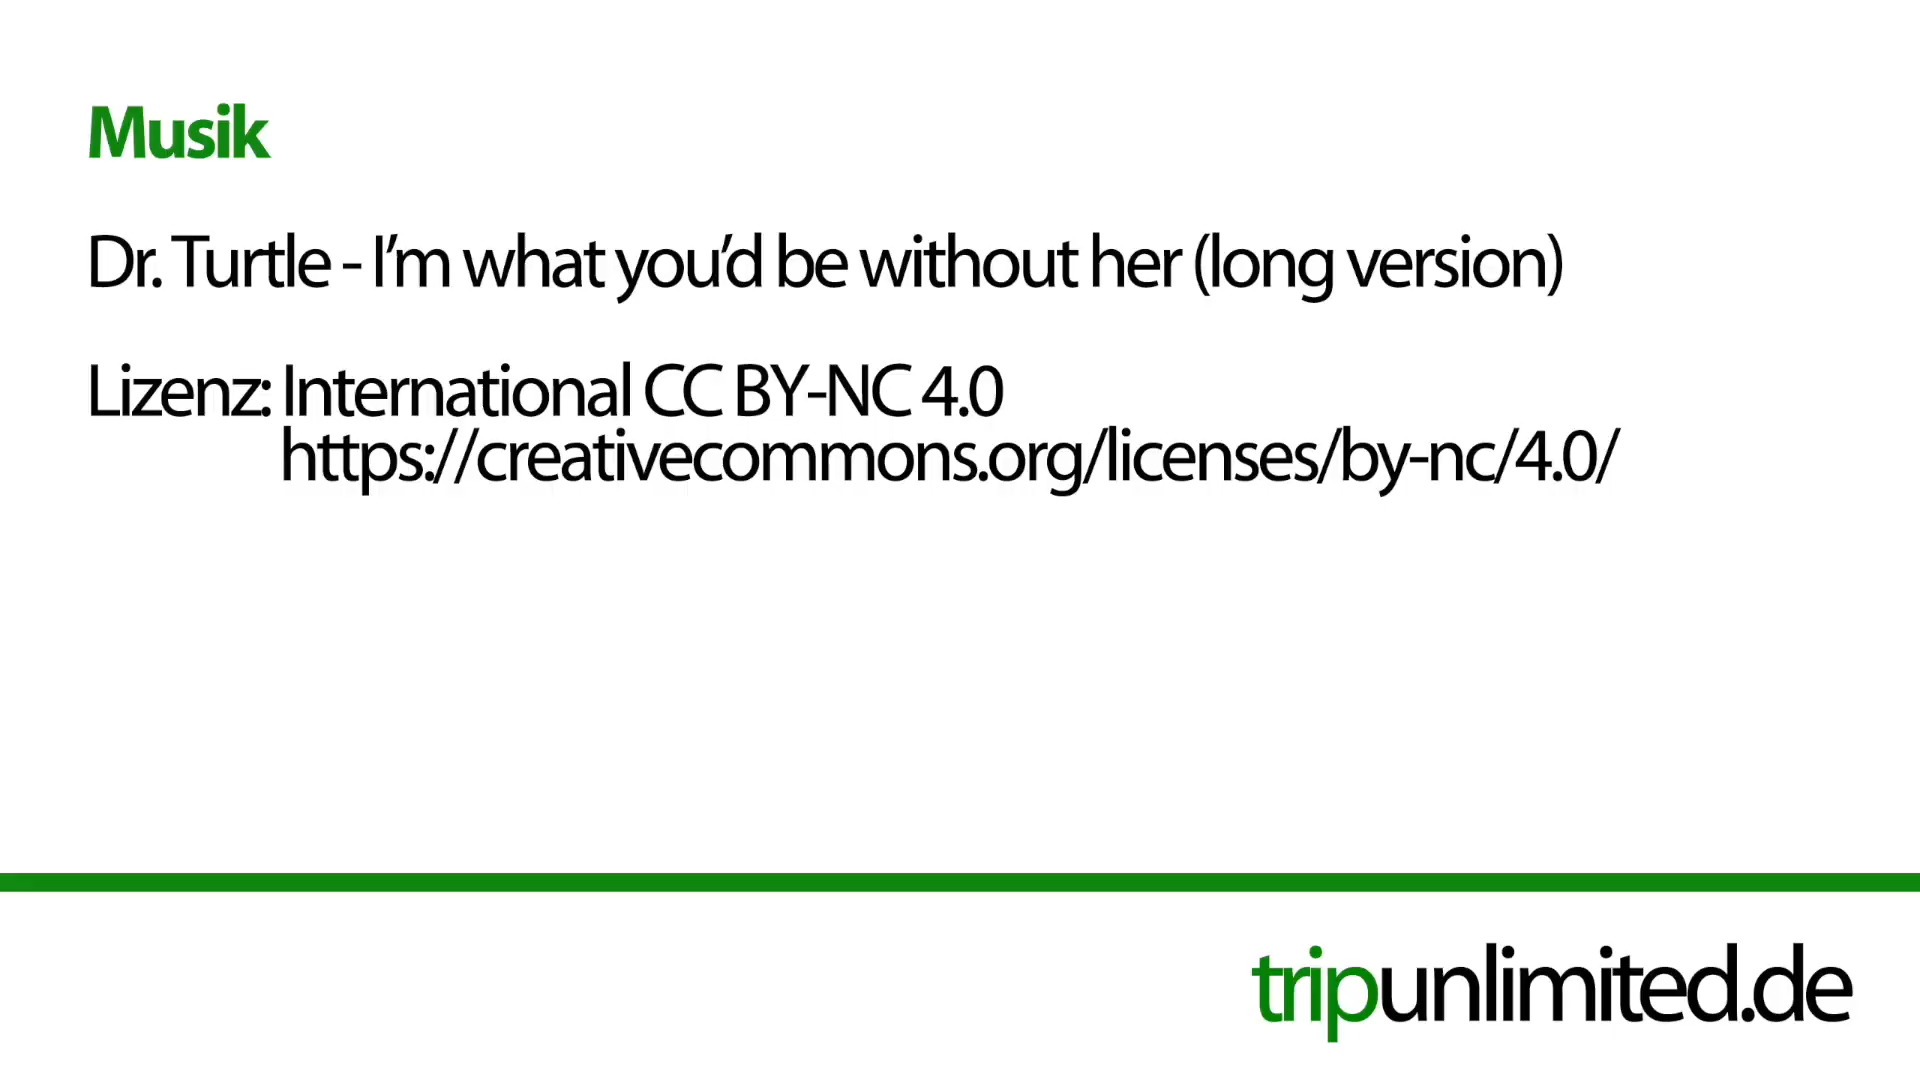 Musik
Dr. Turtle - I’m what you’d be without her (long version)
Lizenz: International CC BY-NC 4.0
https://creativecommons.org/licenses/by-nc/4.0/
tripunlimited.de